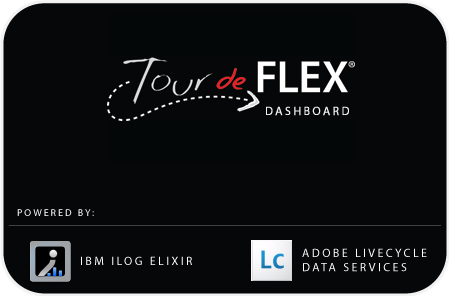 Tour de FLEX®
DASHBOARD
POWERED BY:
IBM ILOG ELIXIR
Lc
ADOBE LIVECYCLE
DATA SERVICES